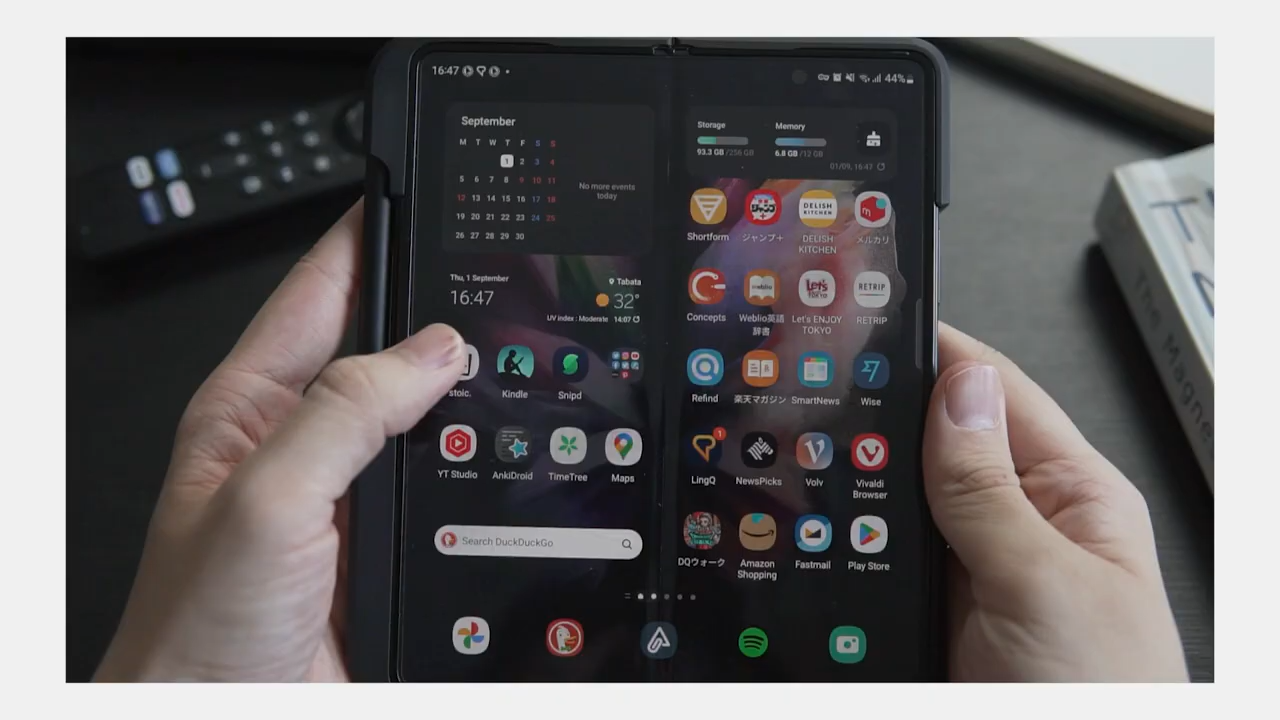 16:47
44%
September
M T W T F S S
1 2 3 4
5 6 7 8 9 10 11
12 13 14 15 16 17 18
19 20 21 22 23 24 25
26 27 28 29 30
No more events
today
Storage
93.3 GB /256 GB
Memory
6.8 GB /12 GB
01/09, 16:47
Thu, 1 September
16:47
Tabata
32°
UV index : Moderate 14:07
Shortform
ジャンプ+
DELISH
KITCHEN
DELISH
KITCHEN
メルカリ
Concepts
weblio
Weblio英語
辞書
Let's
TOKYO
Let's ENJOY
TOKYO
RETRIP
RETRIP
stoic.
Kindle
Snipd
Refind
楽天マガジン
SmartNews
Wise
YT Studio
AnkiDroid
TimeTree
Maps
1
LingQ
NewsPicks
Volv
Vivaldi
Browser
Search DuckDuckGo
DQウォーク
Amazon
Shopping
Fastmail
Play Store
The Magne